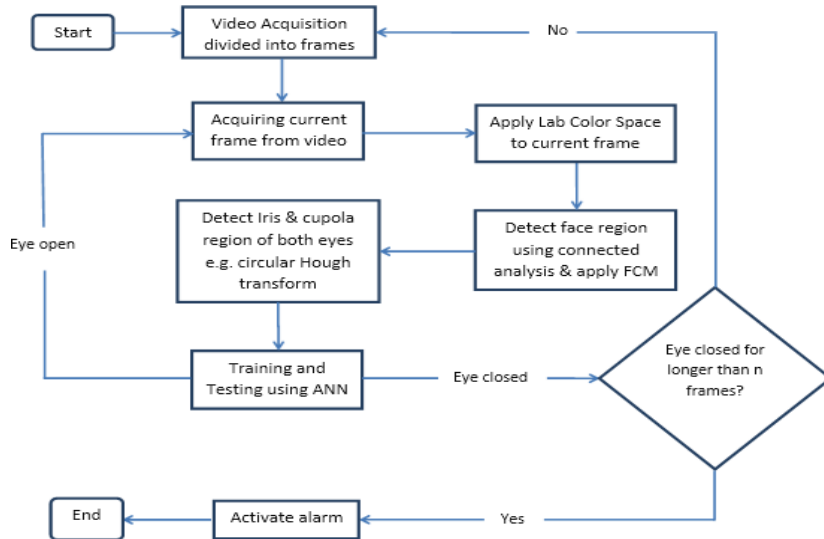 Start
Video Acquisition
divided into frames
No
Acquiring current
frame from video
Apply Lab Color Space
to current frame
Detect Iris & cupola
region of both eyes
e.g. circular Hough
transform
Detect face region
using connected
analysis & apply FCM
Eye open
Training and
Testing using ANN
Eye closed
Eye closed for
longer than n
frames?
End
Activate alarm
Yes